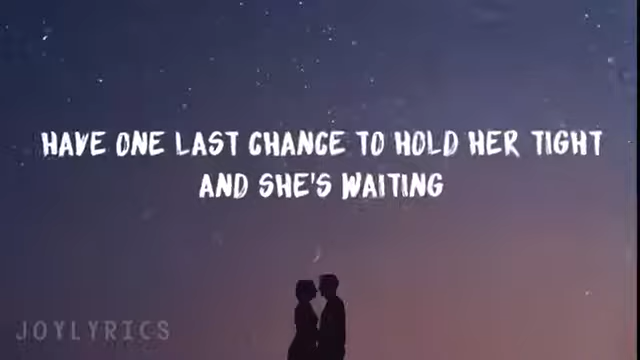 HAVE ONE LAST CHANCE TO HOLD HER TIGHT
AND SHE'S WAITING
JOYLYRICS